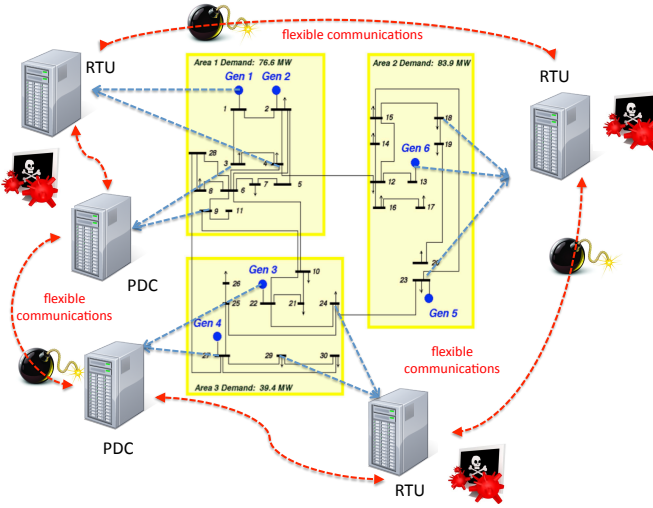 flexible communications
RTU
Area 1 Demand: 76.6 MW
Gen 1 Gen 2
1 2
28
3 4
8 6 7 5
9 11
Area 2 Demand: 83.9 MW
15 18
14 19
Gen 6
12 13
16 17
20
23
Gen 5
RTU
PDC
flexible
communications
10
Gen 3
26
25 22 21 24
Gen 4
27 29 30
Area 3 Demand: 39.4 MW
flexible
communications
PDC
RTU